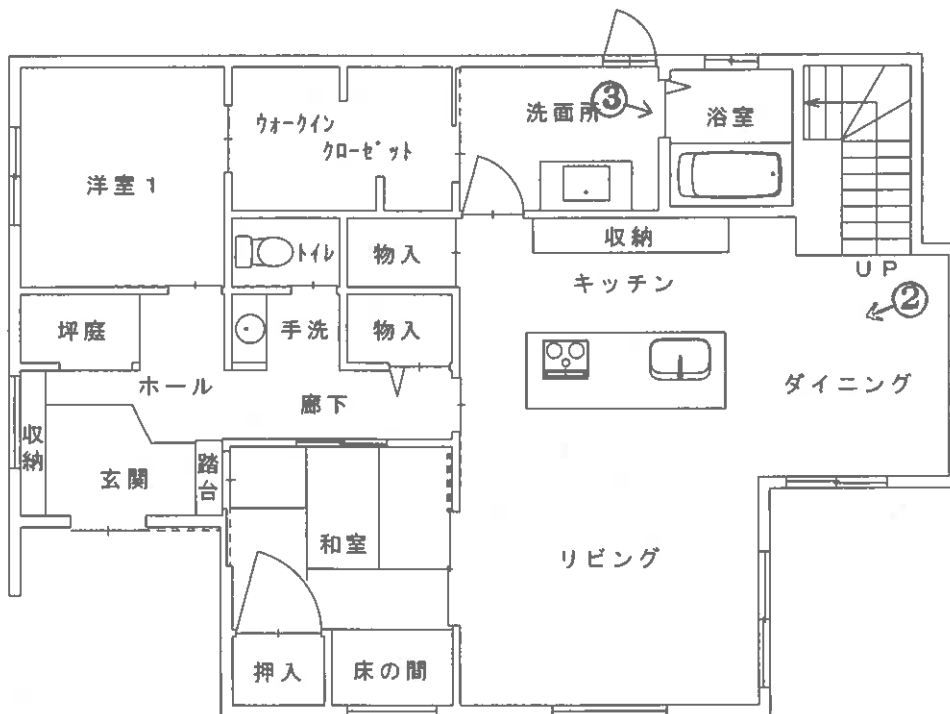 ③
洗面所
浴室
ウォークイン
クローゼット
洋室1
トイレ
物入
収納
キッチン
UP
②
坪庭
手洗
物入
ホール
廊下
ダイニング
収納
玄関
踏台
和室
リビング
押入
床の間